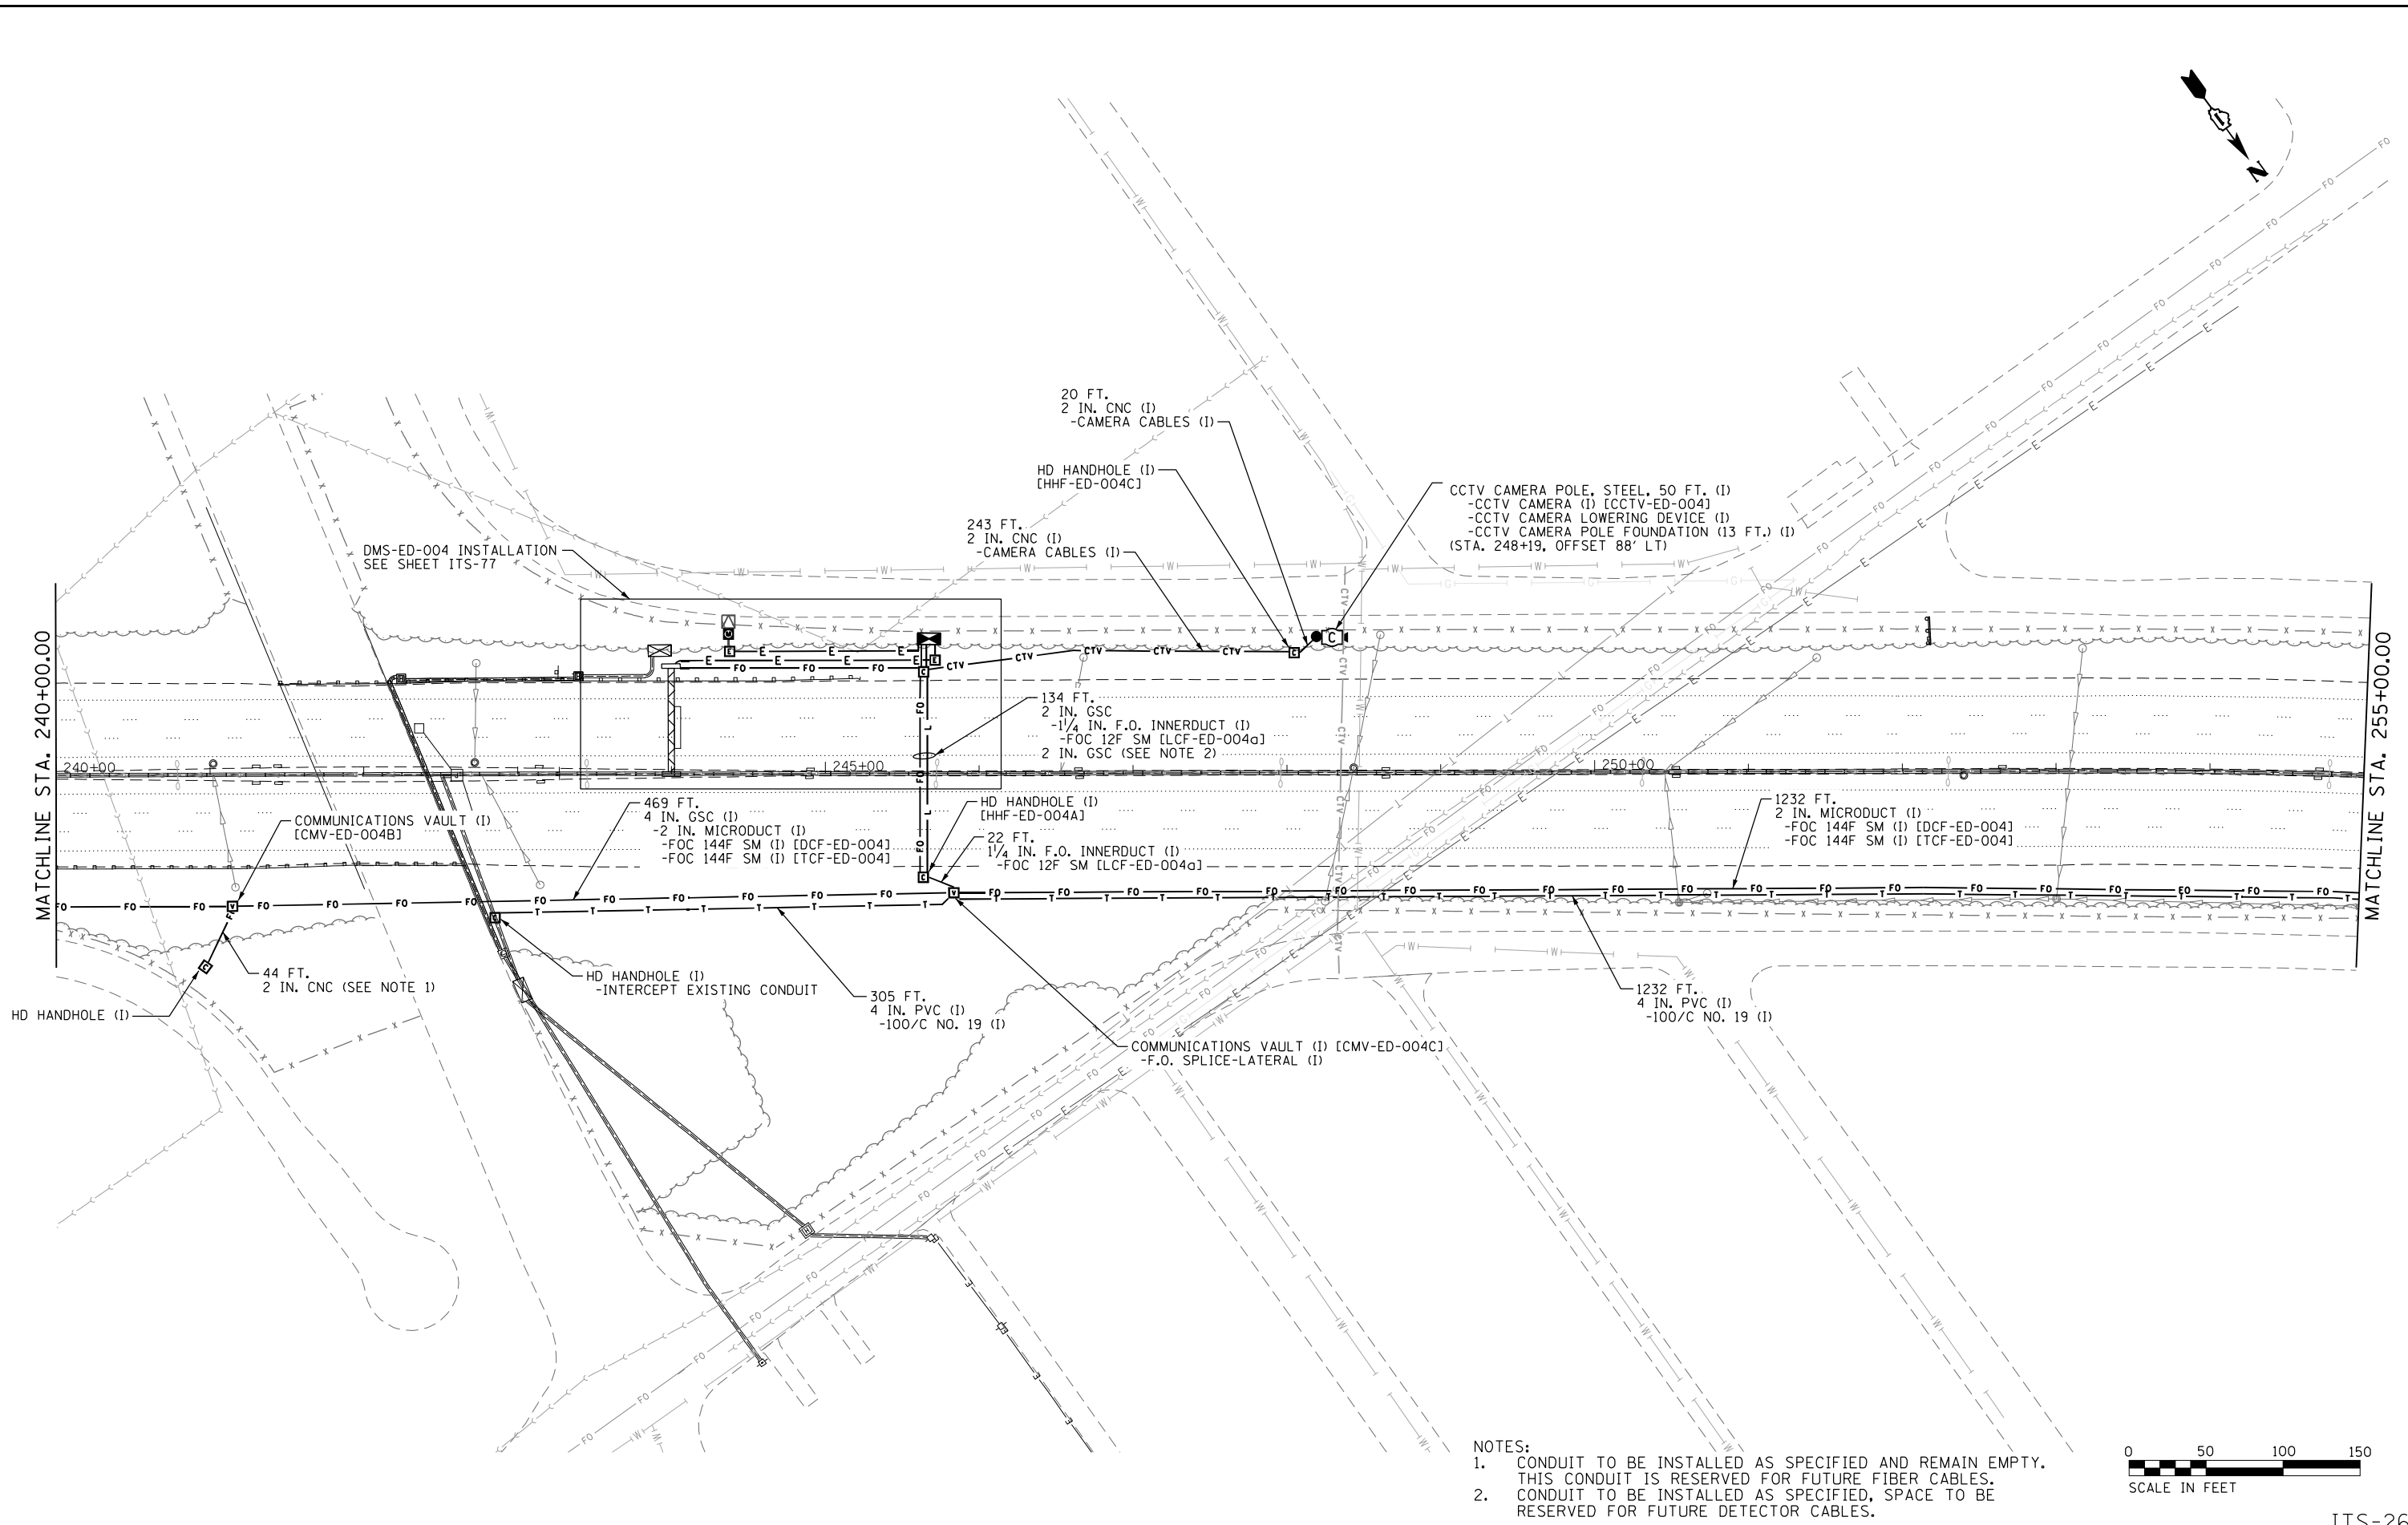 N
20 FT.
2 IN. CNC (I)
-CAMERA CABLES (I)
HD HANDHOLE (I)
[HHF-ED-004C]
CCTV CAMERA POLE, STEEL, 50 FT. (I)
-CCTV CAMERA (I) [CCTV-ED-004]
-CCTV CAMERA LOWERING DEVICE (I)
-CCTV CAMERA POLE FOUNDATION (13 FT.) (I)
(STA. 248+19, OFFSET 88' LT)
243 FT.
2 IN. CNC (I)
-CAMERA CABLES (I)
DMS-ED-004 INSTALLATION
SEE SHEET ITS-77
MATCHLINE STA. 240+00.00
MATCHLINE STA. 255+00.00
134 FT.
2 IN. GSC
-1 1/4 IN. F.O. INNERDUCT (I)
-FOC 12F SM [LCF-ED-004a]
2 IN. GSC (SEE NOTE 2)
240+00
245+00
250+00
COMMUNICATIONS VAULT (I)
[CMV-ED-004B]
469 FT.
4 IN. GSC (I)
-2 IN. MICRODUCT (I)
-FOC 144F SM (I) [DCF-ED-004]
-FOC 144F SM (I) [TCF-ED-004]
HD HANDHOLE (I)
[HHF-ED-004A]
22 FT.
1 1/4 IN. F.O. INNERDUCT (I)
-FOC 12F SM [LCF-ED-004a]
1232 FT.
2 IN. MICRODUCT (I)
-FOC 144F SM (I) [DCF-ED-004]
-FOC 144F SM (I) [TCF-ED-004]
44 FT.
2 IN. CNC (SEE NOTE 1)
HD HANDHOLE (I)
HD HANDHOLE (I)
-INTERCEPT EXISTING CONDUIT
305 FT.
4 IN. PVC (I)
-100/C NO. 19 (I)
1232 FT.
4 IN. PVC (I)
-100/C NO. 19 (I)
COMMUNICATIONS VAULT (I) [CMV-ED-004C]
-F.O. SPLICE-LATERAL (I)
NOTES:
1. CONDUIT TO BE INSTALLED AS SPECIFIED AND REMAIN EMPTY.
THIS CONDUIT IS RESERVED FOR FUTURE FIBER CABLES.
2. CONDUIT TO BE INSTALLED AS SPECIFIED, SPACE TO BE
RESERVED FOR FUTURE DETECTOR CABLES.
0 50 100 150
SCALE IN FEET
ITS-26